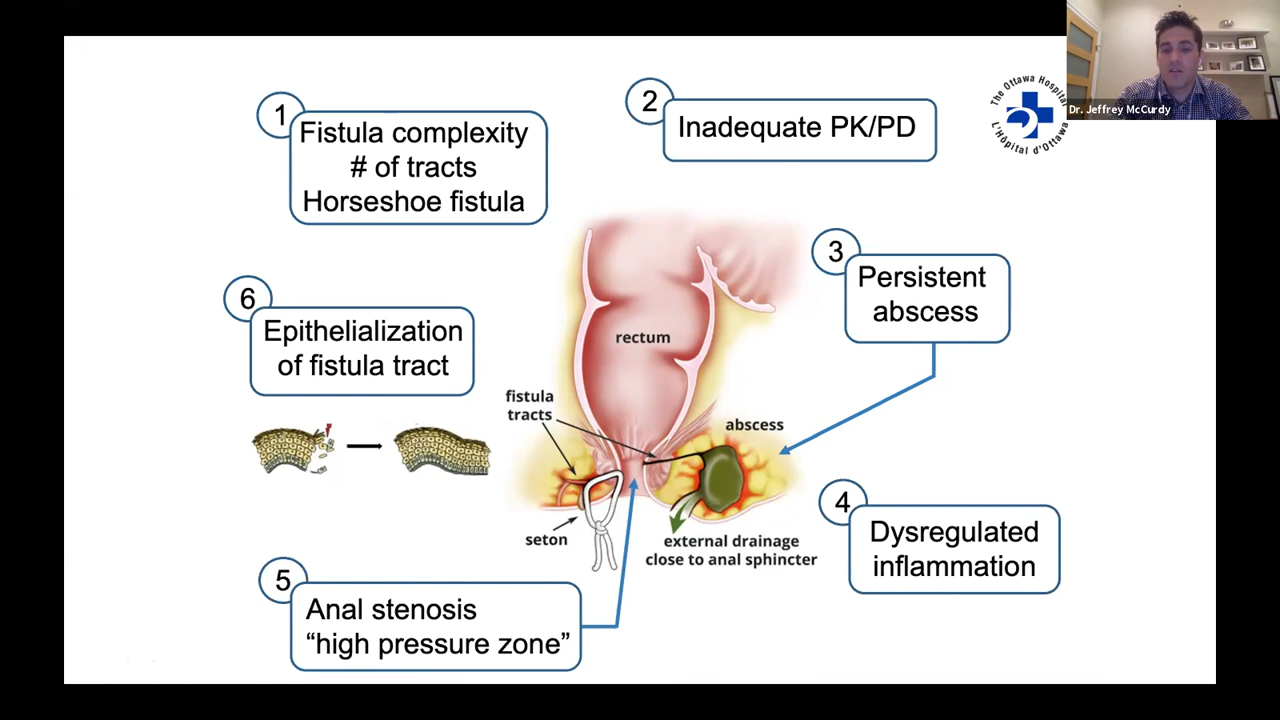 1
Fistula complexity
# of tracts
Horseshoe fistula
2
Inadequate PK/PD
The Ottawa Hospital
L'Hôpital d'Ottawa
Dr. Jeffrey McCurdy
3
Persistent
abscess
6
Epithelialization
of fistula tract
rectum
fistula
tracts
abscess
seton
external drainage
close to anal sphincter
4
Dysregulated
inflammation
5
Anal stenosis
“high pressure zone”